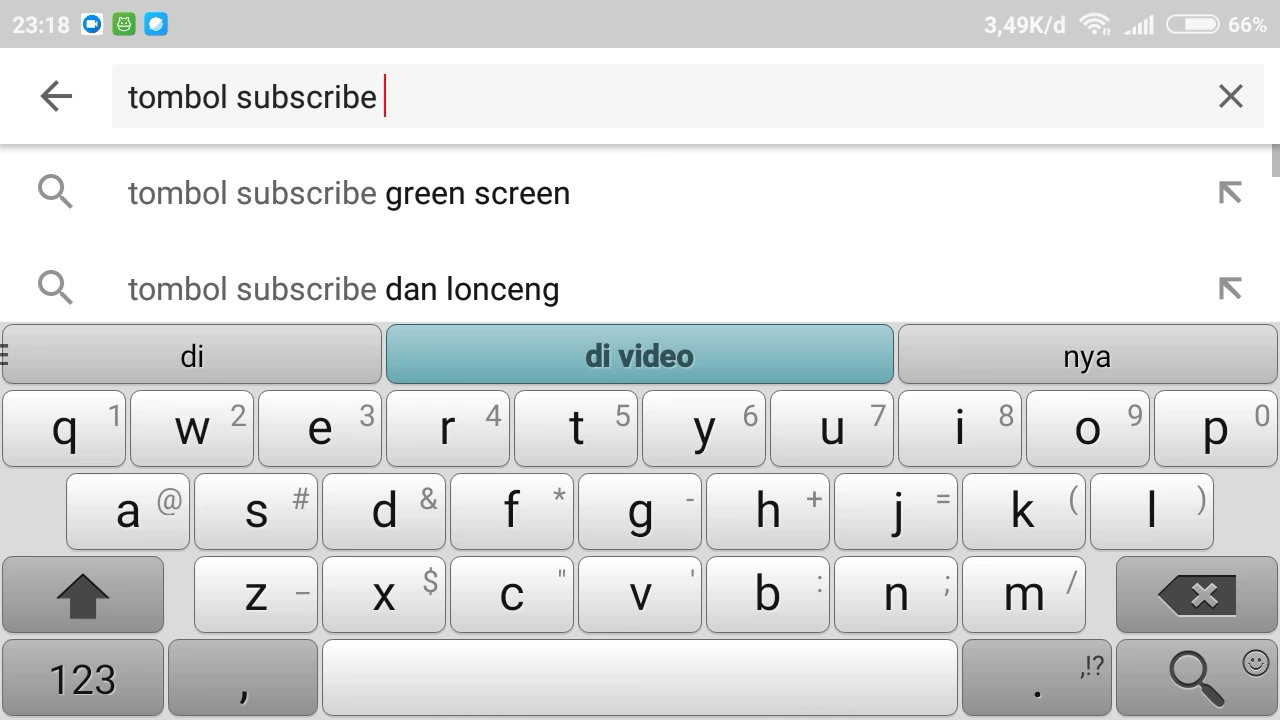 23:18 3,49K/d 66%
tombol subscribe
tombol subscribe green screen
tombol subscribe dan lonceng
di di video nya
q 1 w 2 e 3 r 4 t 5 y 6 u 7 i 8 o 9 p 0
a @ s # d & f * g - h + j = k ( l )
z _ x $ c " v ' b : n ; m /
123 , . ,!?